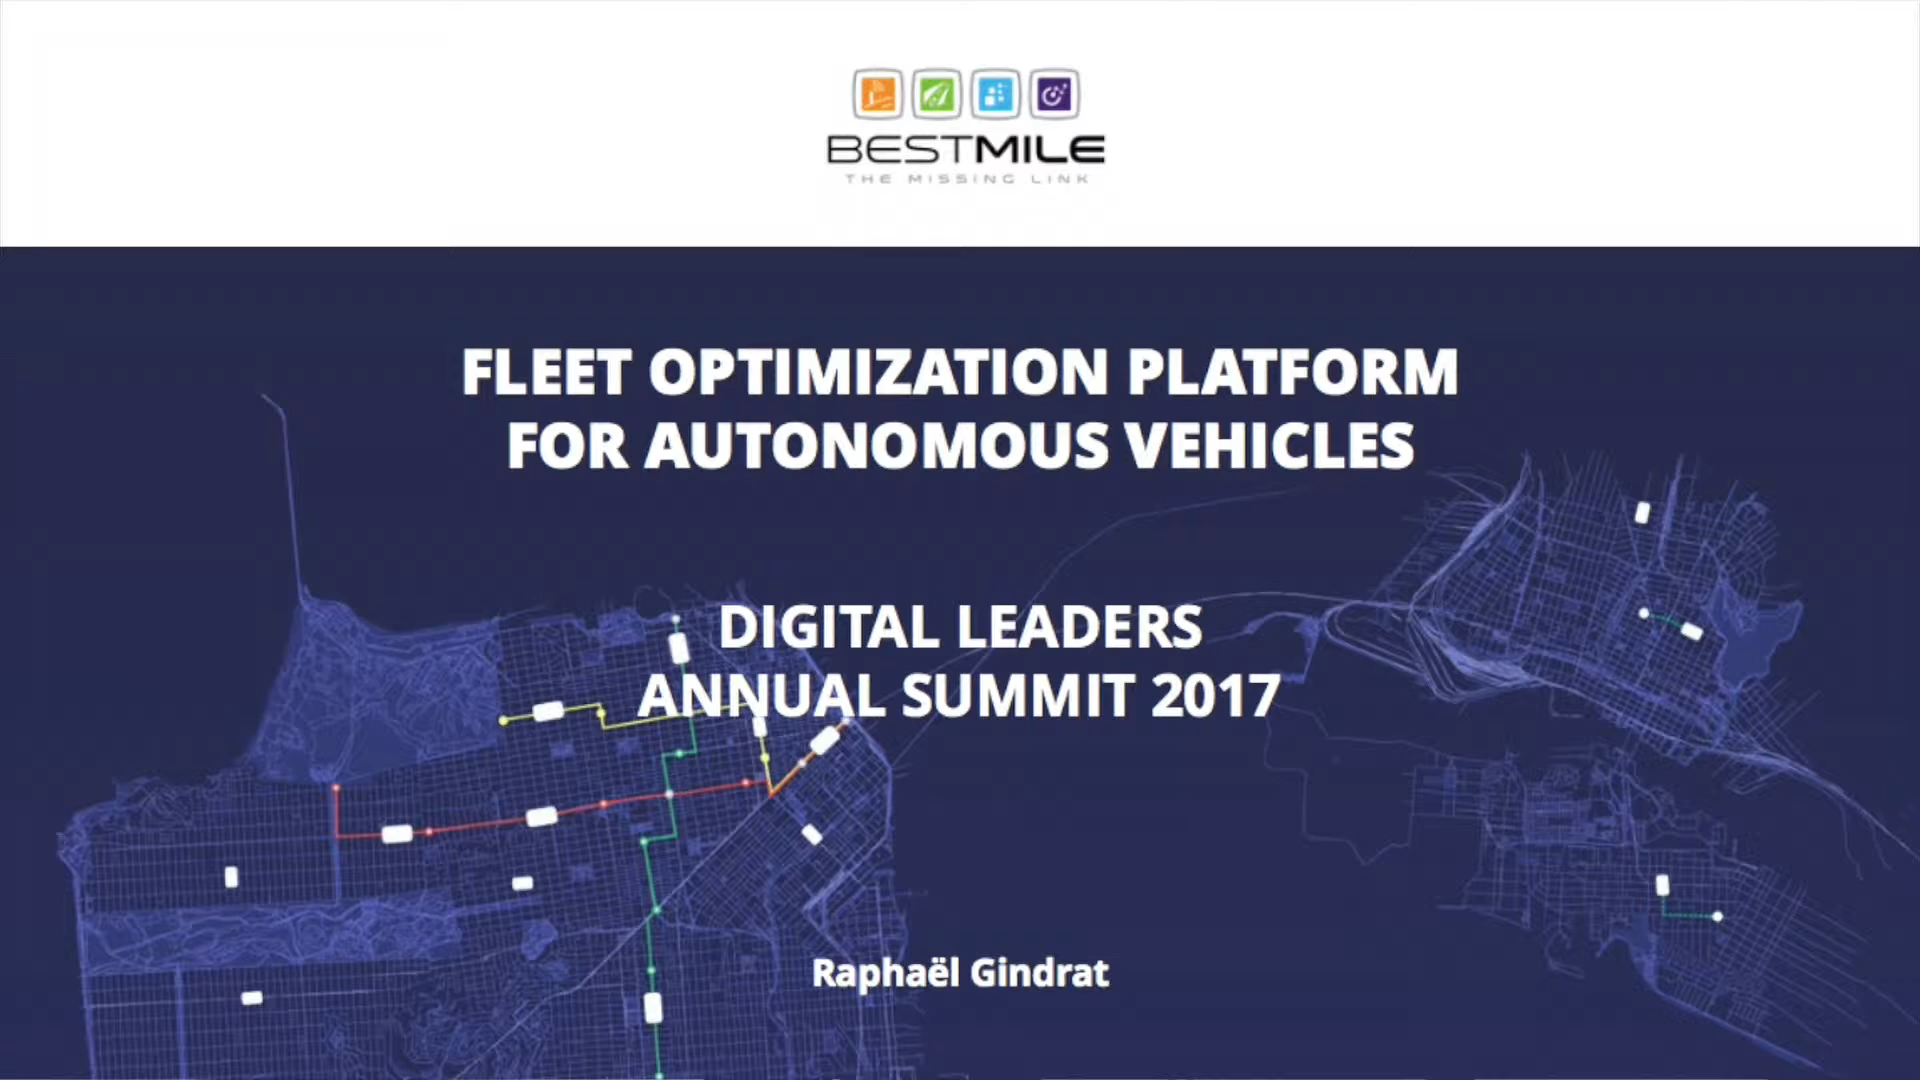 BESTMILE
THE MISSING LINK
FLEET OPTIMIZATION PLATFORM
FOR AUTONOMOUS VEHICLES
DIGITAL LEADERS
ANNUAL SUMMIT 2017
Raphaël Gindrat